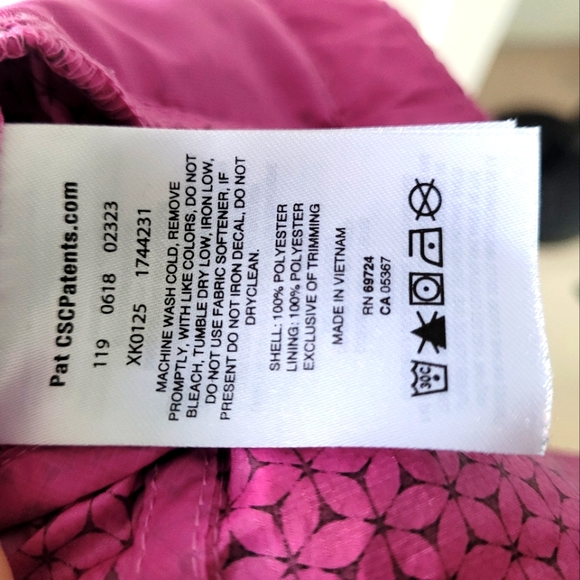 Pat CSCPatents.com
119 0618 02323
XK0125 1744231
MACHINE WASH COLD, REMOVE
PROMPTLY, WITH LIKE COLORS, DO NOT
BLEACH, TUMBLE DRY LOW, IRON LOW,
DO NOT USE FABRIC SOFTENER, IF
PRESENT DO NOT IRON DECAL, DO NOT
DRYCLEAN.
SHELL: 100% POLYESTER
LINING: 100% POLYESTER
EXCLUSIVE OF TRIMMING
MADE IN VIETNAM
RN 69724
CA 05367
30C